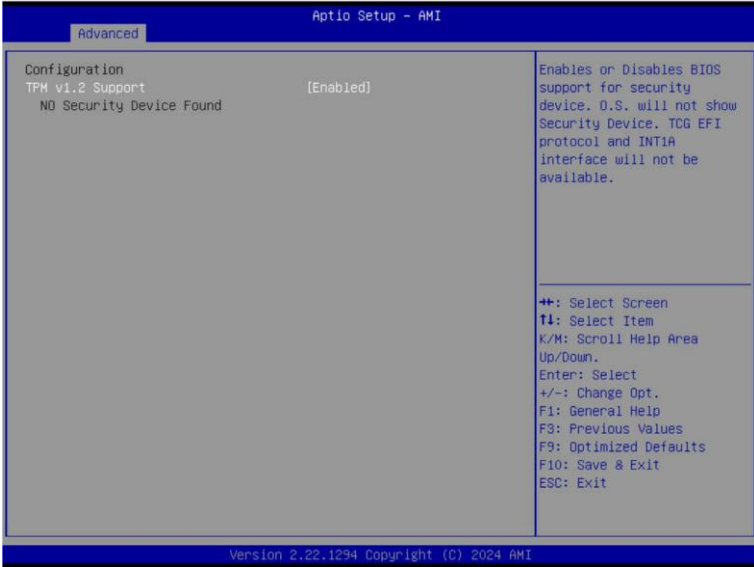 Aptio Setup - AMI
Advanced
Configuration
TPM v1.2 Support [Enabled]
NO Security Device Found
Enables or Disables BIOS
support for security
device. O.S. will not show
Security Device. TCG EFI
protocol and INT1A
interface will not be
available.
→←: Select Screen
↑↓: Select Item
K/M: Scroll Help Area
Up/Down.
Enter: Select
+/-: Change Opt.
F1: General Help
F3: Previous Values
F9: Optimized Defaults
F10: Save & Exit
ESC: Exit
Version 2.22.1294 Copyright (C) 2024 AMI